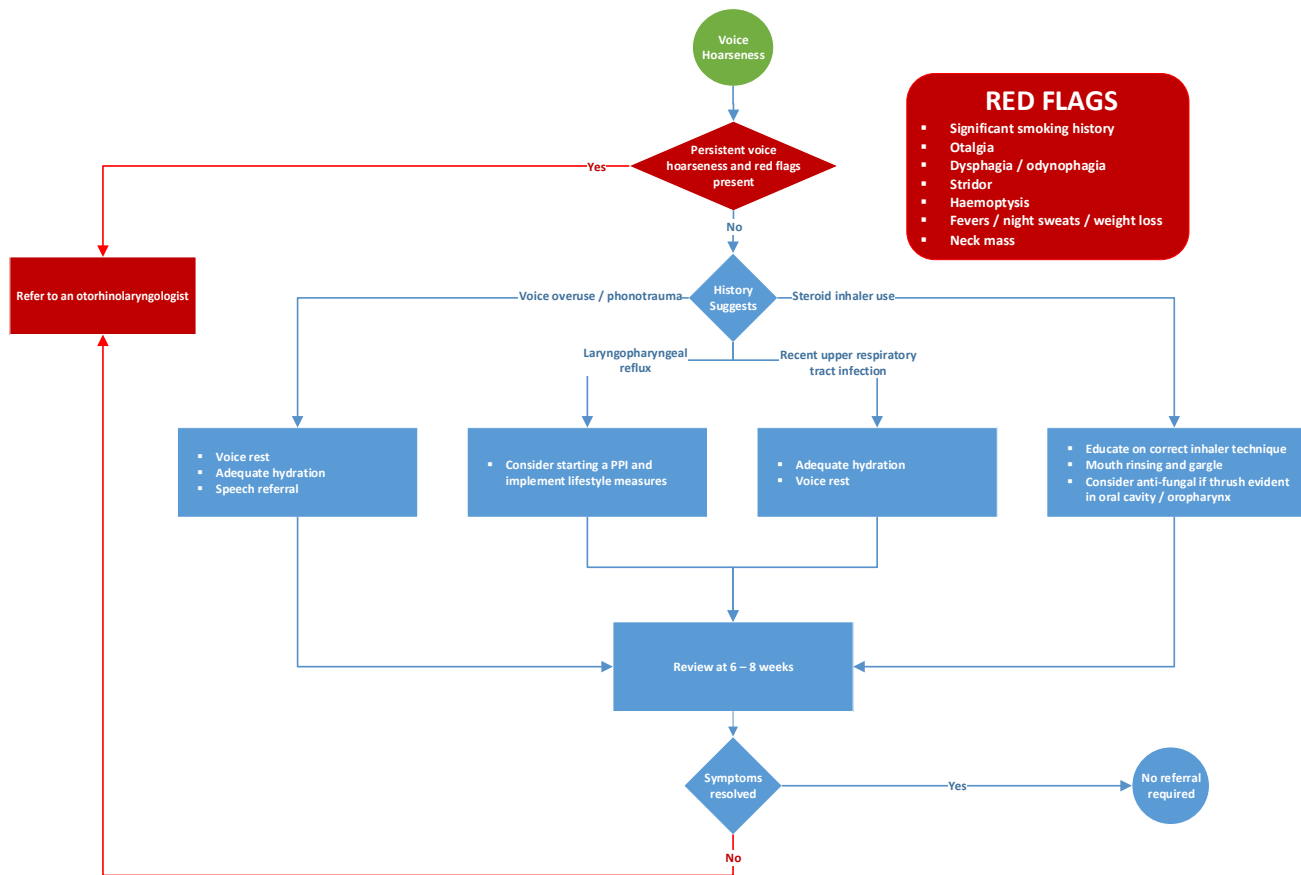 Voice
Hoarseness
RED FLAGS
▪ Significant smoking history
▪ Otalgia
▪ Dysphagia / odynophagia
▪ Stridor
▪ Haemoptysis
▪ Fevers / night sweats / weight loss
▪ Neck mass
Persistent voice
hoarseness and red flags
present
Yes
No
Refer to an otorhinolaryngologist
History
Suggests
Voice overuse / phonotrauma
Steroid inhaler use
Laryngopharyngeal
reflux
Recent upper respiratory
tract infection
▪ Voice rest
▪ Adequate hydration
▪ Speech referral
▪ Consider starting a PPI and
implement lifestyle measures
▪ Adequate hydration
▪ Voice rest
▪ Educate on correct inhaler technique
▪ Mouth rinsing and gargle
▪ Consider anti-fungal if thrush evident
in oral cavity / oropharynx
Review at 6 – 8 weeks
Symptoms
resolved
Yes
No referral
required
No